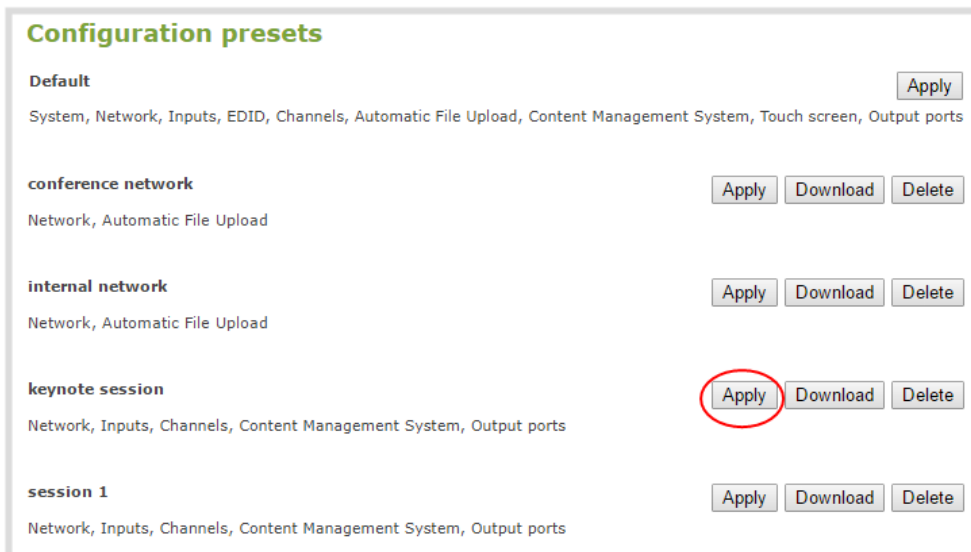 Configuration presets
Default Apply
System, Network, Inputs, EDID, Channels, Automatic File Upload, Content Management System, Touch screen, Output ports
conference network Apply Download Delete
Network, Automatic File Upload
internal network Apply Download Delete
Network, Automatic File Upload
keynote session Apply Download Delete
Network, Inputs, Channels, Content Management System, Output ports
session 1 Apply Download Delete
Network, Inputs, Channels, Content Management System, Output ports